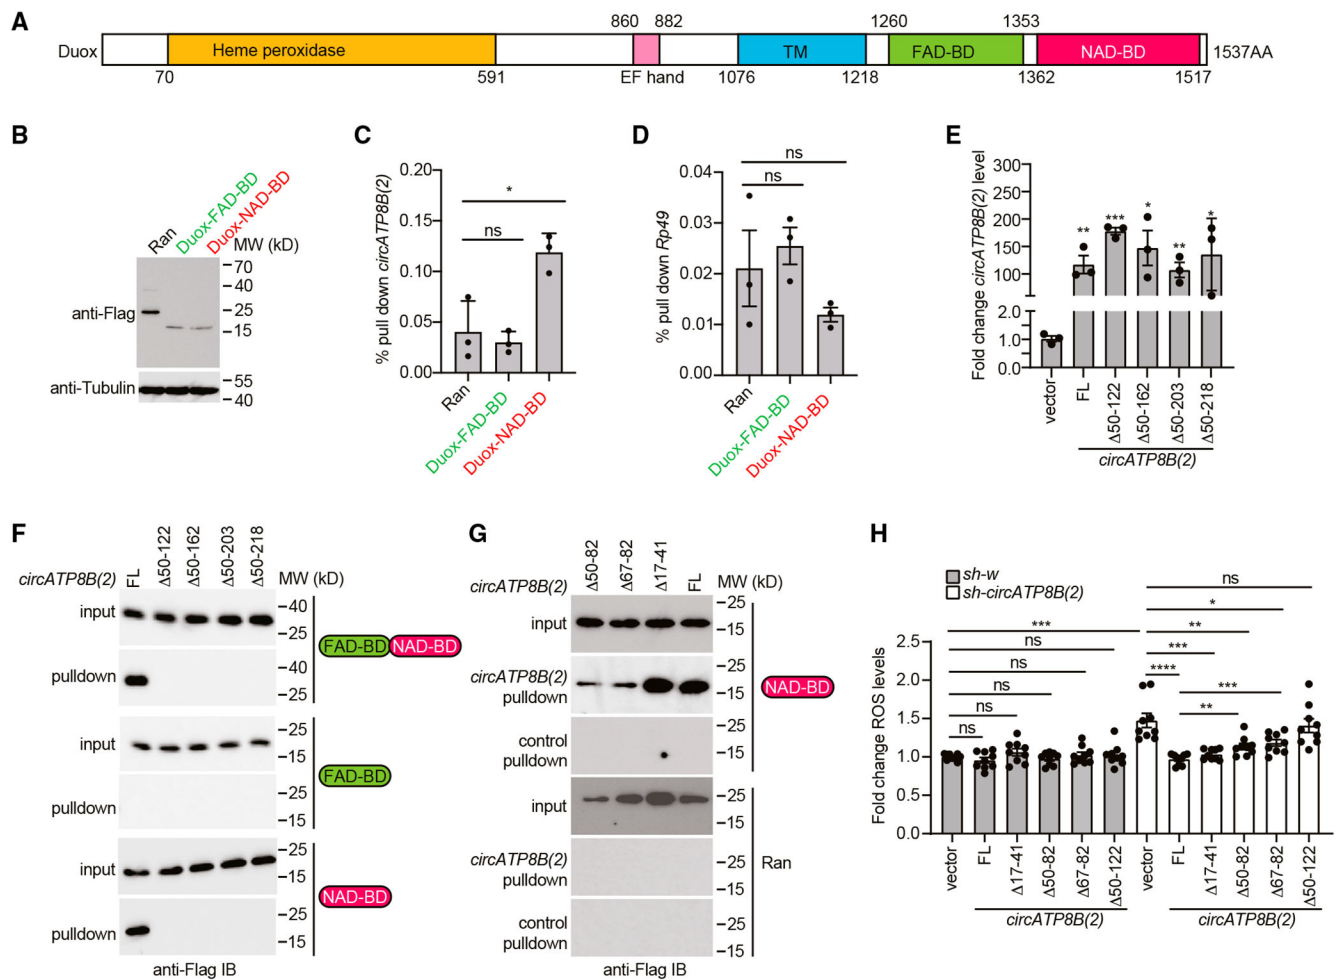 A
860 882 1260 1353
Duox Heme peroxidase TM FAD-BD NAD-BD 1537AA
70 591 EF hand 1076 1218 1362 1517
B
Ran
Duox-FAD-BD
Duox-NAD-BD
MW (kD)
70
40
anti-Flag 25
15
anti-Tubulin 55
40
C
% pull down circATP8B(2)
0.20
0.15
0.10
0.05
0.00
*
ns
Ran
Duox-FAD-BD
Duox-NAD-BD
D
% pull down Rp49
0.04
0.03
0.02
0.01
0.00
ns
ns
Ran
Duox-FAD-BD
Duox-NAD-BD
E
Fold change circATP8B(2) level
300
200
150
100
2.0
1.0
0.0
** *** * ** *
vector FL Δ50-122 Δ50-162 Δ50-203 Δ50-218
circATP8B(2)
F
circATP8B(2) FL Δ50-122 Δ50-162 Δ50-203 Δ50-218 MW (kD)
input 40
25
FAD-BD NAD-BD
pulldown 40
25
input 25
15
FAD-BD
pulldown 25
15
input 25
15
NAD-BD
pulldown 25
15
anti-Flag IB
G
circATP8B(2) Δ50-82 Δ67-82 Δ17-41 FL MW (kD)
input 25
15
circATP8B(2) 25
pulldown 15
NAD-BD
control 25
pulldown 15
input 25
15
circATP8B(2) 25
pulldown 15
Ran
control 25
pulldown 15
anti-Flag IB
H
sh-w
sh-circATP8B(2)
Fold change ROS levels
2.5
2.0
1.5
1.0
0.5
0.0
ns
*
**
***
****
***
**
***
ns
ns
ns
ns
ns
vector FL Δ17-41 Δ50-82 Δ67-82 Δ50-122 vector FL Δ17-41 Δ50-82 Δ67-82 Δ50-122
circATP8B(2) circATP8B(2)